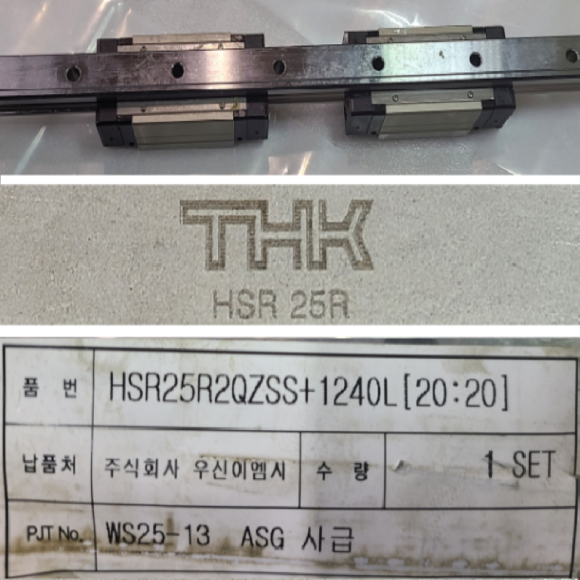 THK
HSR 25R
품 번 HSR25R2QZSS+1240L[20:20]
납품처 주식회사 우신이엠시 수 량 1 SET
PJT No. WS25-13 ASG 사급